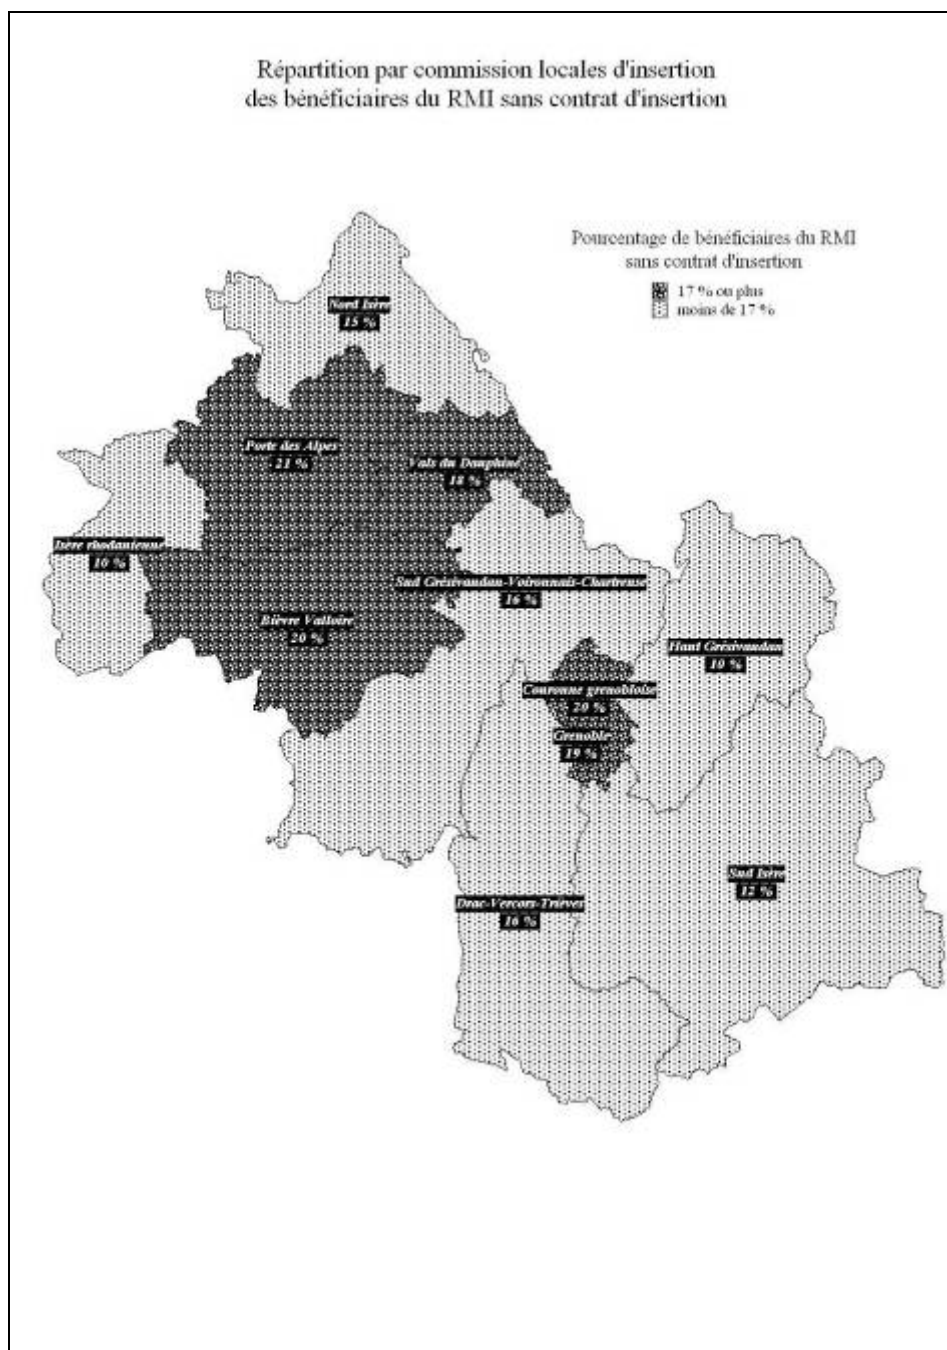 Répartition par commission locales d'insertion
des bénéficiaires du RMI sans contrat d'insertion
Pourcentage de bénéficiaires du RMI
sans contrat d'insertion
17 % ou plus
moins de 17 %
Nord Isère
15 %
Porte des Alpes
21 %
Vals du Dauphiné
18 %
Isère rhodanienne
10 %
Sud Grésivaudan-Voironnais-Chartreuse
16 %
Bièvre Valloire
20 %
Haut Grésivaudan
10 %
Couronne grenobloise
20 %
Grenoble
19 %
Sud Isère
12 %
Drac-Vercors-Trièves
16 %